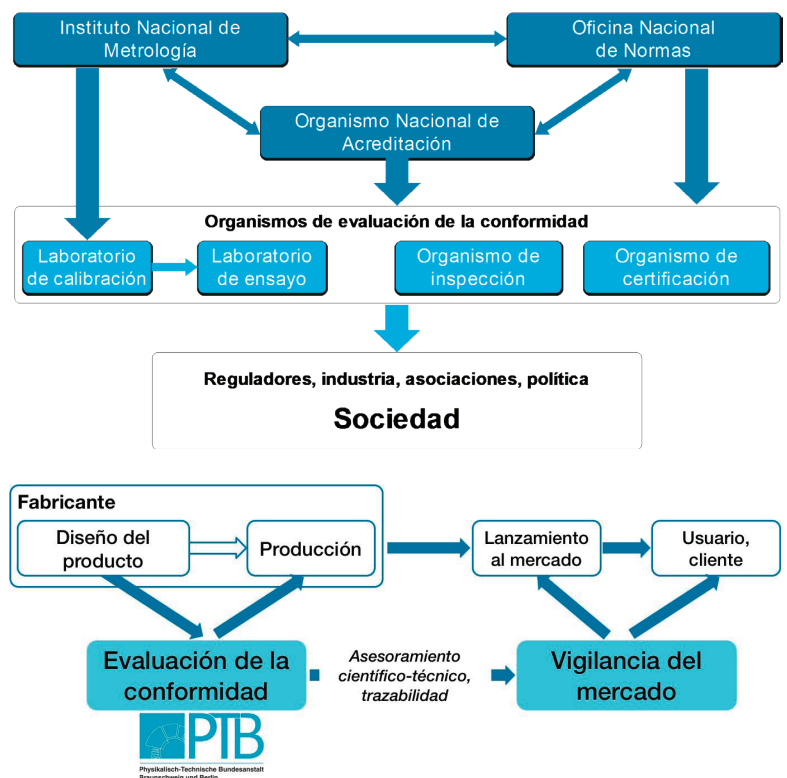 Instituto Nacional de
Metrología
Oficina Nacional
de Normas
Organismo Nacional de
Acreditación
Organismos de evaluación de la conformidad
Laboratorio
de calibración
Laboratorio
de ensayo
Organismo de
inspección
Organismo de
certificación
Reguladores, industria, asociaciones, política
Sociedad
Fabricante
Diseño del
producto
Producción
Lanzamiento
al mercado
Usuario,
cliente
Evaluación de la
conformidad
Asesoramiento
científico-técnico,
trazabilidad
Vigilancia del
mercado
PTB
Physikalisch-Technische Bundesanstalt
Braunschweig und Berlin